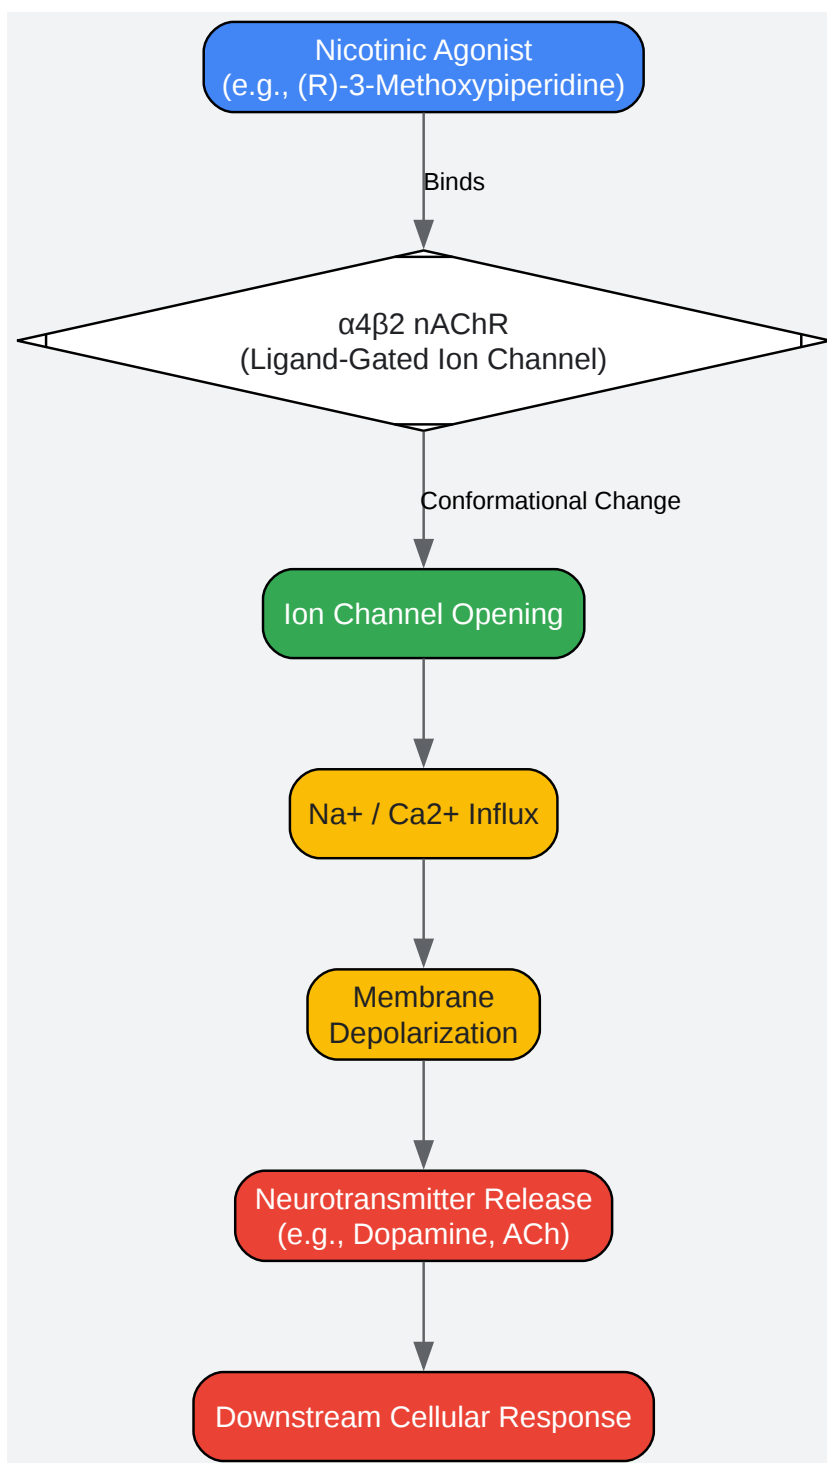 Nicotinic Agonist
(e.g., (R)-3-Methoxypiperidine)
Binds
α4β2 nAChR
(Ligand-Gated Ion Channel)
Conformational Change
Ion Channel Opening
Na+ / Ca2+ Influx
Membrane
Depolarization
Neurotransmitter Release
(e.g., Dopamine, ACh)
Downstream Cellular Response